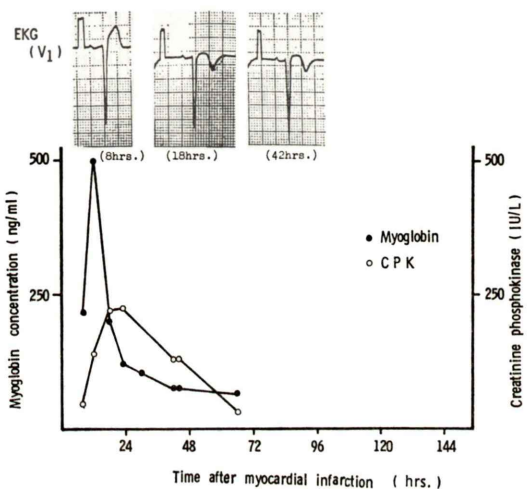 EKG
(V1)
(8hrs.)
(18hrs.)
(42hrs.)
500
250
Myoglobin concentration (ng/ml)
500
250
Creatinine phosphokinase (IU/L)
● Myoglobin
○ CPK
24 48 72 96 120 144
Time after myocardial infarction ( hrs.)